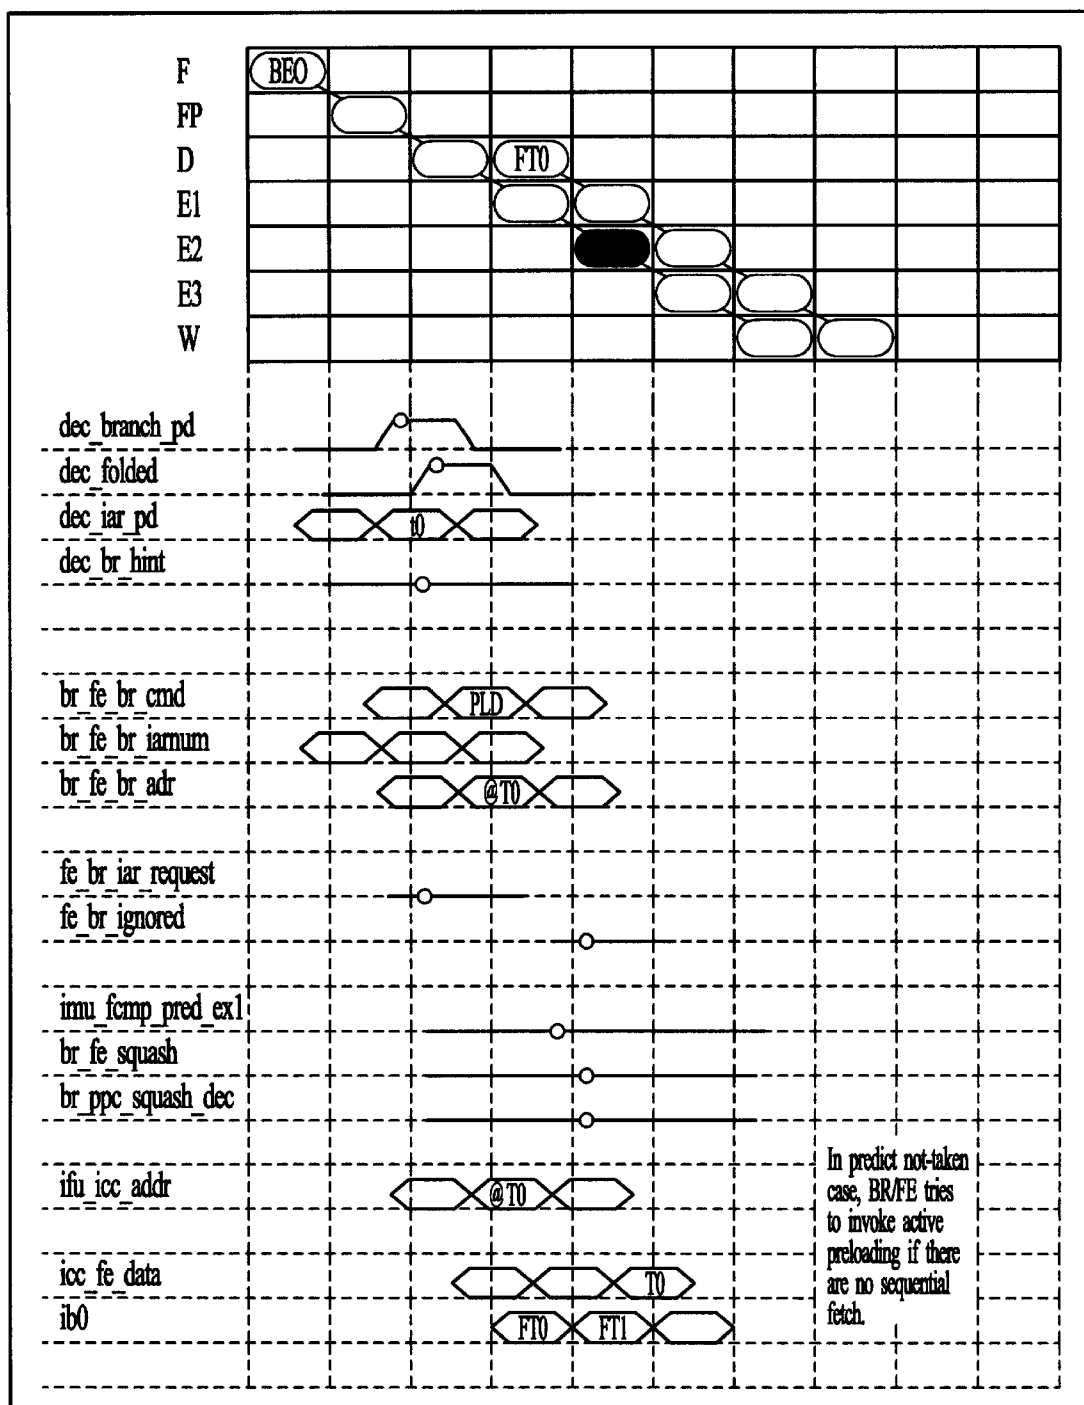 F
BEO
FP
D
FT0
E1
E2
E3
W
dec_branch_pd
dec_folded
dec_iar_pd
t0
dec_br_hint
br_fe_br_cmd
PLD
br_fe_br_iarnum
br_fe_br_adr
@T0
fe_br_iar_request
fe_br_ignored
imu_fcmp_pred_ex1
br_fe_squash
br_ppc_squash_dec
ifu_icc_addr
@T0
In predict not-taken
case, BR/FE tries
to invoke active
preloading if there
are no sequential
fetch.
icc_fe_data
T0
ib0
FT0
FT1